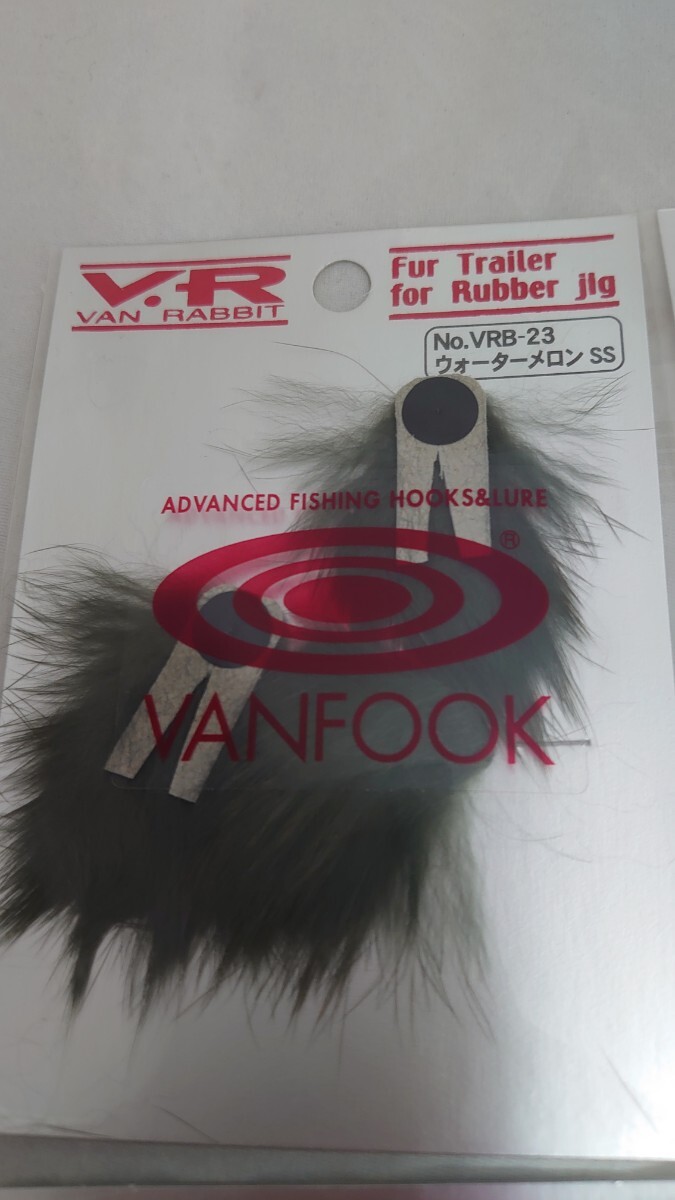 V.R
VAN RABBIT
Fur Trailer
for Rubber jig
No.VRB-23
ウォーターメロン SS
ADVANCED FISHING HOOKS&LURE
®
VANFOOK